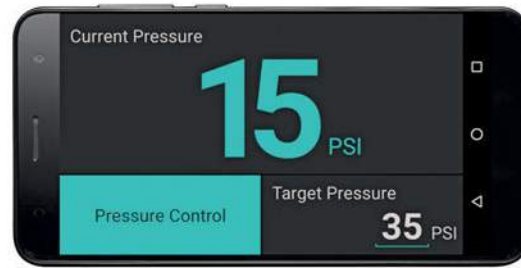 Current Pressure
15 PSI
Pressure Control
Target Pressure
35 PSI